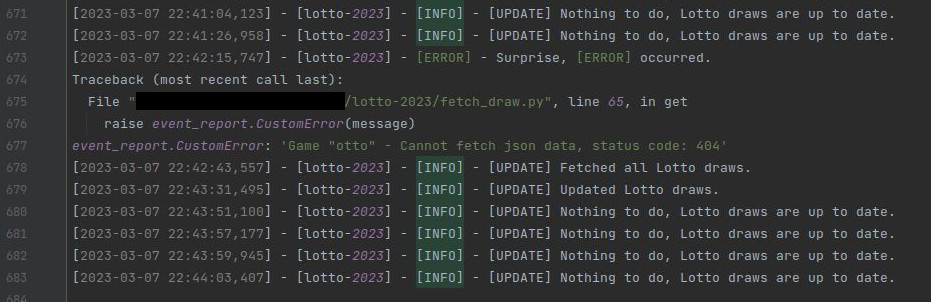 671 [2023-03-07 22:41:04,123] - [lotto-2023] - [INFO] - [UPDATE] Nothing to do, Lotto draws are up to date.
672 [2023-03-07 22:41:26,958] - [lotto-2023] - [INFO] - [UPDATE] Nothing to do, Lotto draws are up to date.
673 [2023-03-07 22:42:15,747] - [lotto-2023] - [ERROR] - Surprise, [ERROR] occurred.
674 Traceback (most recent call last):
675   File "/lotto-2023/fetch_draw.py", line 65, in get
676     raise event_report.CustomError(message)
677 event_report.CustomError: 'Game "otto" - Cannot fetch json data, status code: 404'
678 [2023-03-07 22:42:43,557] - [lotto-2023] - [INFO] - [UPDATE] Fetched all Lotto draws.
679 [2023-03-07 22:43:31,495] - [lotto-2023] - [INFO] - [UPDATE] Updated Lotto draws.
680 [2023-03-07 22:43:51,100] - [lotto-2023] - [INFO] - [UPDATE] Nothing to do, Lotto draws are up to date.
681 [2023-03-07 22:43:57,177] - [lotto-2023] - [INFO] - [UPDATE] Nothing to do, Lotto draws are up to date.
682 [2023-03-07 22:43:59,945] - [lotto-2023] - [INFO] - [UPDATE] Nothing to do, Lotto draws are up to date.
683 [2023-03-07 22:44:03,407] - [lotto-2023] - [INFO] - [UPDATE] Nothing to do, Lotto draws are up to date.
684